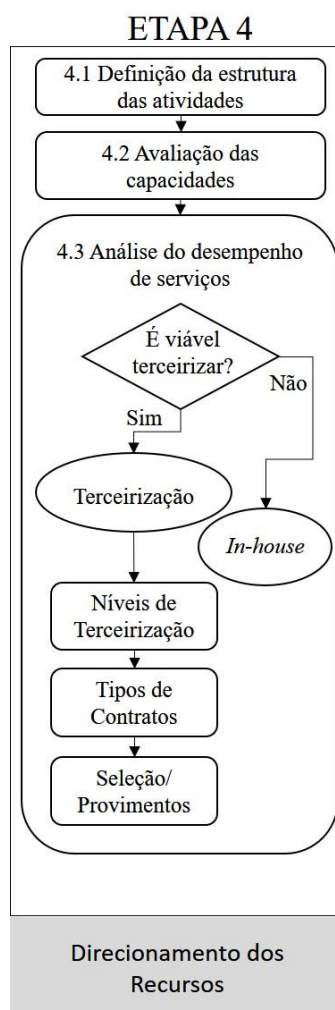 ETAPA 4
4.1 Definição da estrutura
das atividades
4.2 Avaliação das
capacidades
4.3 Análise do desempenho
de serviços
É viável
terceirizar?
Não
Sim
Terceirização
In-house
Níveis de
Terceirização
Tipos de
Contratos
Seleção/
Provimentos
Direcionamento dos
Recursos